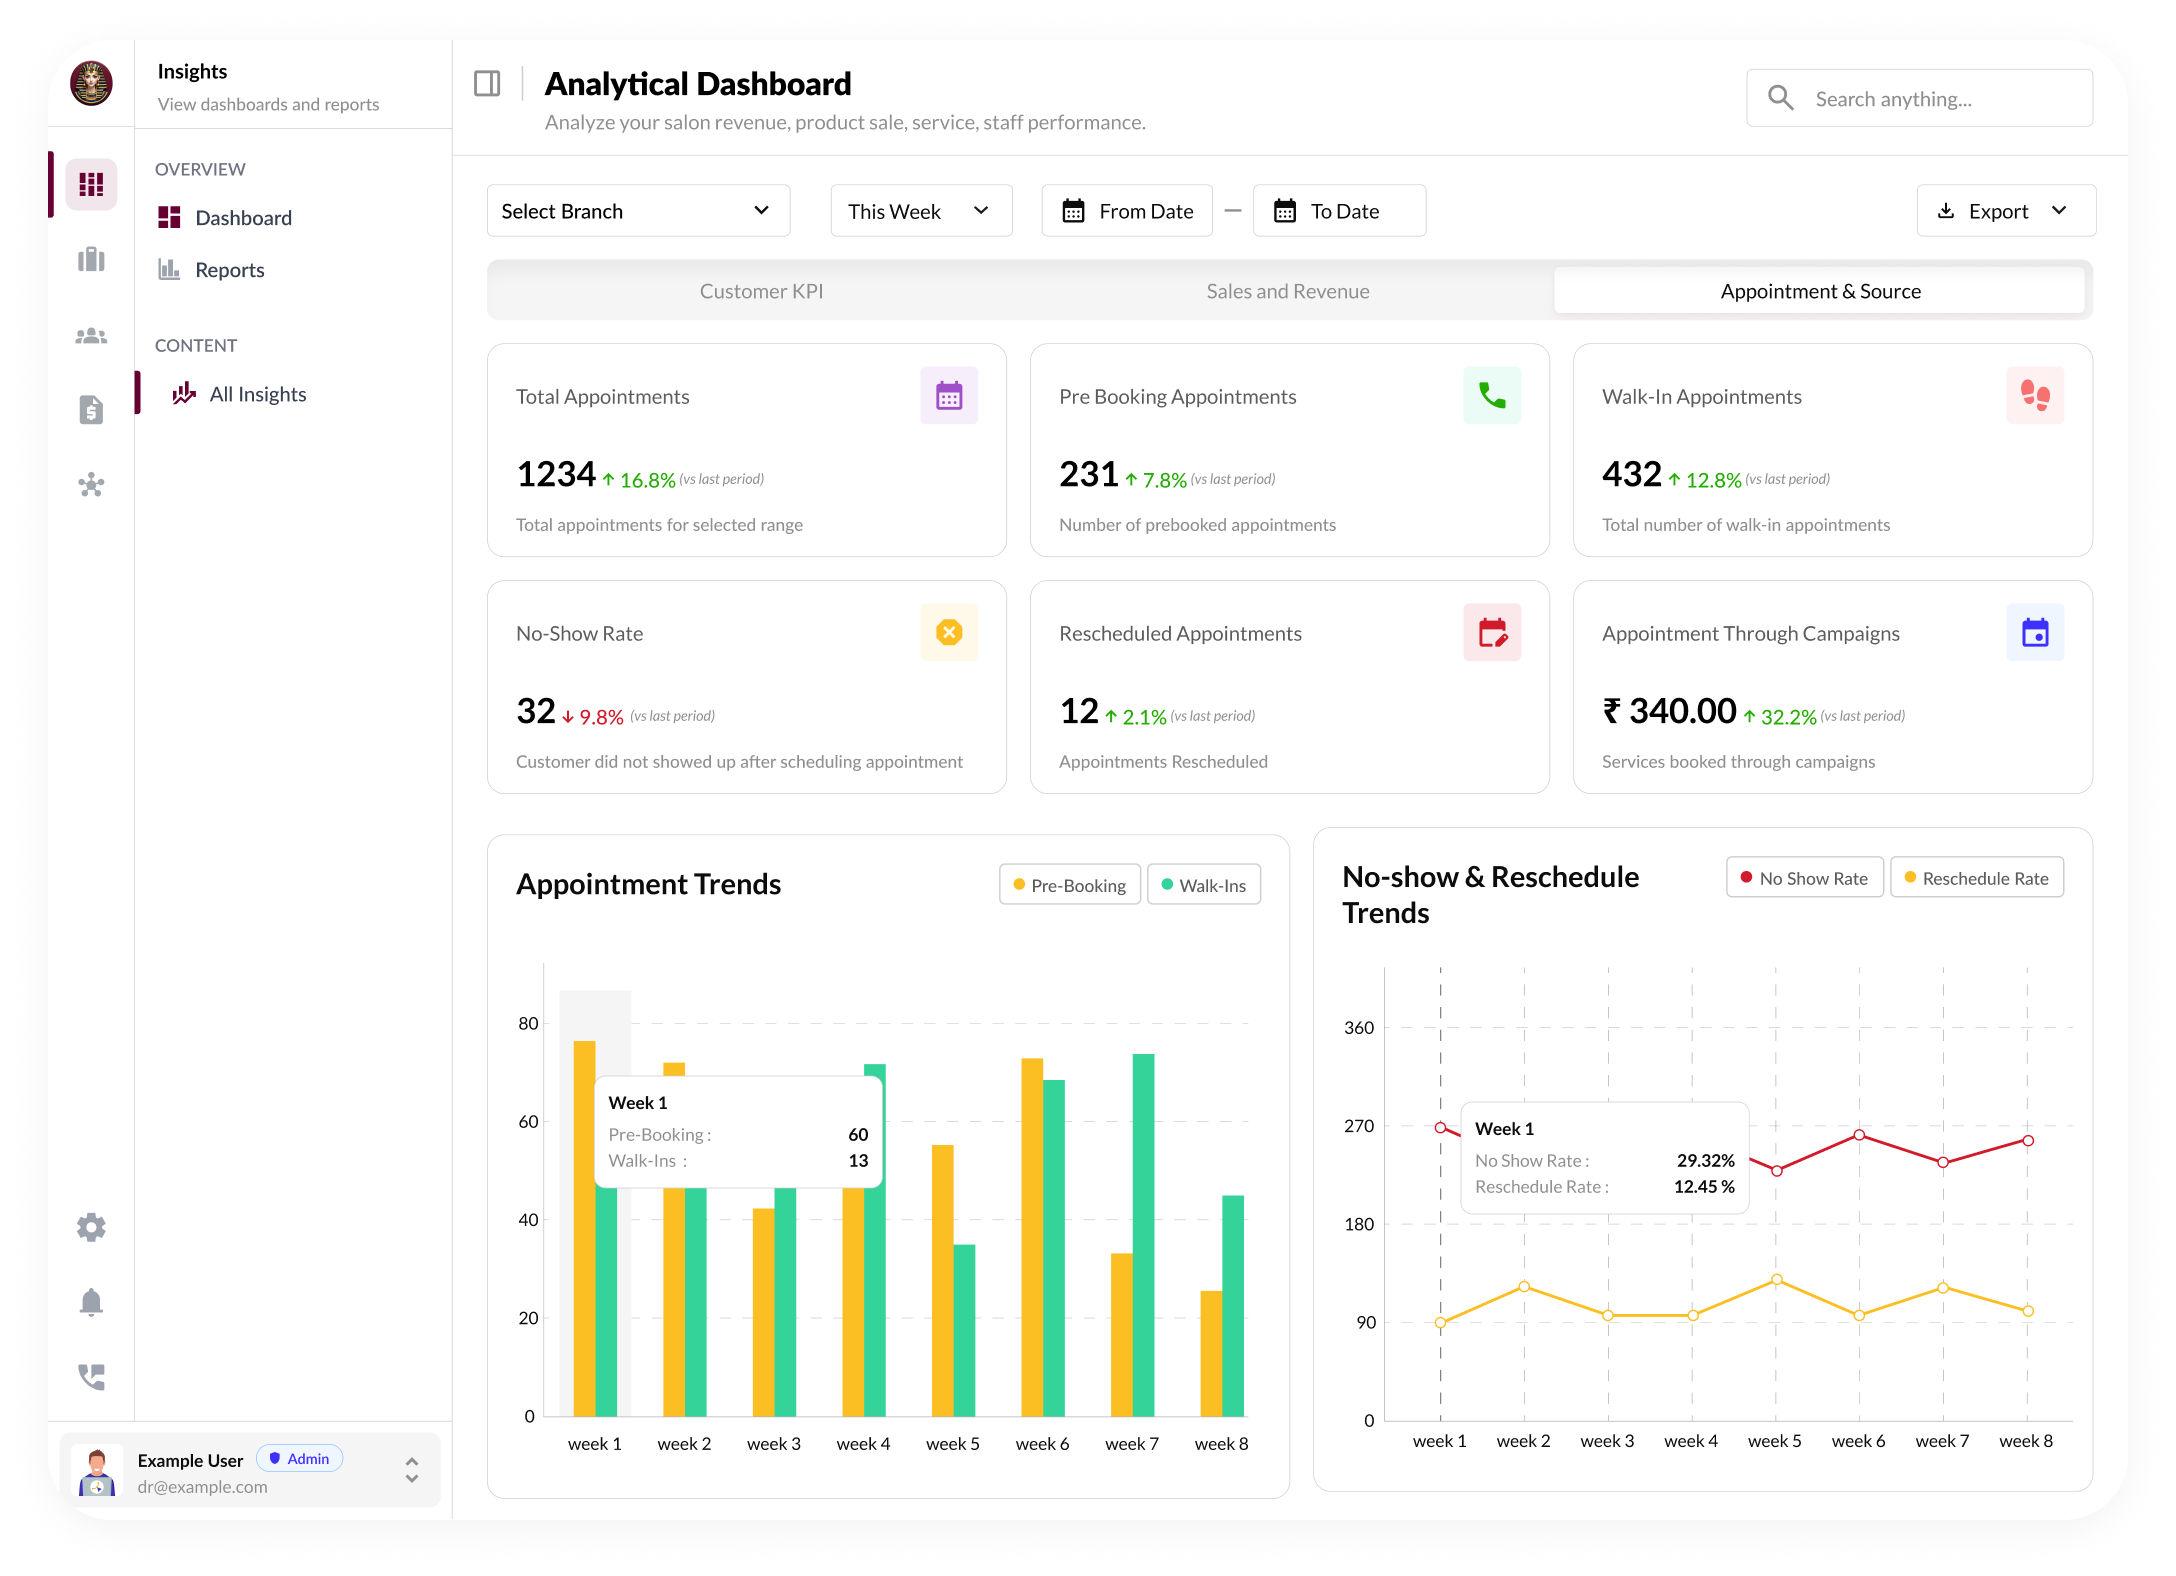 Insights
View dashboards and reports
OVERVIEW
Dashboard
Reports
CONTENT
All Insights
Example User
Admin
dr@example.com
Analytical Dashboard
Analyze your salon revenue, product sale, service, staff performance.
Search anything...
Select Branch
This Week
From Date
To Date
Export
Customer KPI
Sales and Revenue
Appointment & Source
Total Appointments
1234 16.8% (vs last period)
Total appointments for selected range
Pre Booking Appointments
231 7.8% (vs last period)
Number of prebooked appointments
Walk-In Appointments
432 12.8% (vs last period)
Total number of walk-in appointments
No-Show Rate
32 9.8% (vs last period)
Customer did not showed up after scheduling appointment
Rescheduled Appointments
12 2.1% (vs last period)
Appointments Rescheduled
Appointment Through Campaigns
₹ 340.00 32.2% (vs last period)
Services booked through campaigns
Appointment Trends
Pre-Booking
Walk-Ins
80
60
40
20
0
Week 1
Pre-Booking : 60
Walk-Ins : 13
week 1 week 2 week 3 week 4 week 5 week 6 week 7 week 8
No-show & Reschedule
Trends
No Show Rate
Reschedule Rate
360
270
180
90
0
Week 1
No Show Rate : 29.32%
Reschedule Rate : 12.45 %
week 1 week 2 week 3 week 4 week 5 week 6 week 7 week 8